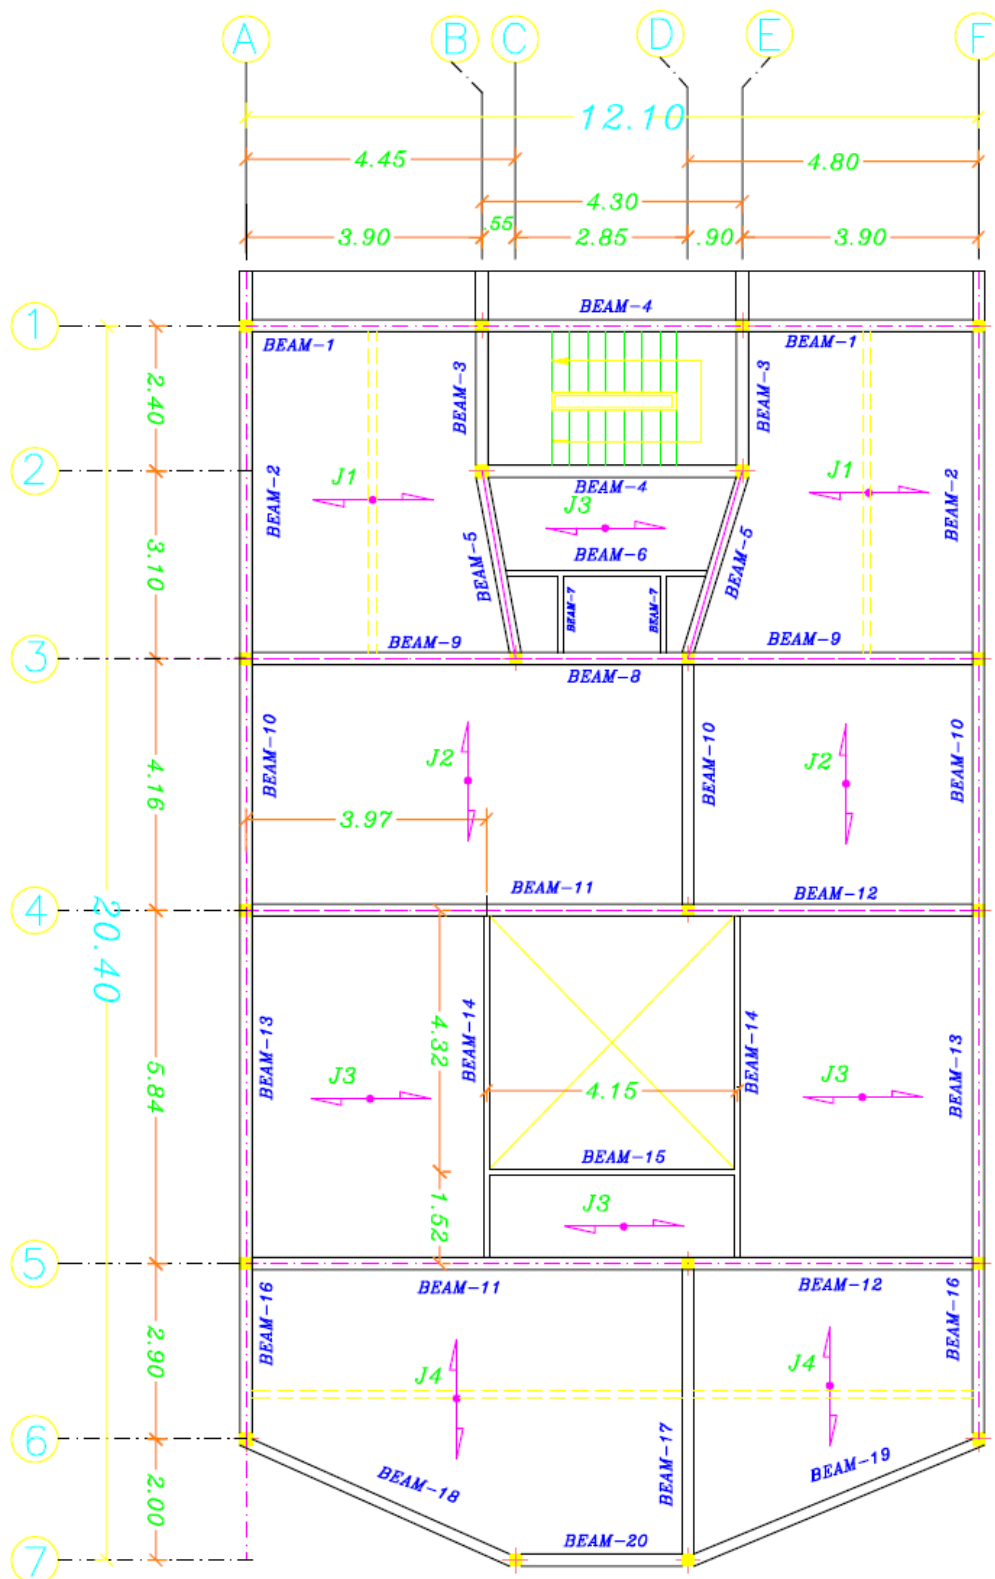 A B C D E F
12.10
4.45 4.80
4.30
3.90 .55 2.85 .90 3.90
BEAM-4
1
BEAM-1 BEAM-1
2.40
BEAM-3 BEAM-3
2
BEAM-2 J1 J1 BEAM-2
BEAM-4
J3
3.10
BEAM-5 BEAM-6 BEAM-5
BEAM-7 BEAM-7
BEAM-9 BEAM-9
3
BEAM-8
BEAM-10 BEAM-10 BEAM-10
J2 J2
4.16
3.97
BEAM-11 BEAM-12
4
20.40
BEAM-13 BEAM-14 4.32 BEAM-14 BEAM-13
5.84
J3 4.15 J3
BEAM-15
J3
1.52
5
BEAM-11 BEAM-12
BEAM-16 BEAM-16
2.90
J4 J4
6
BEAM-18 BEAM-17 BEAM-19
2.00
BEAM-20
7